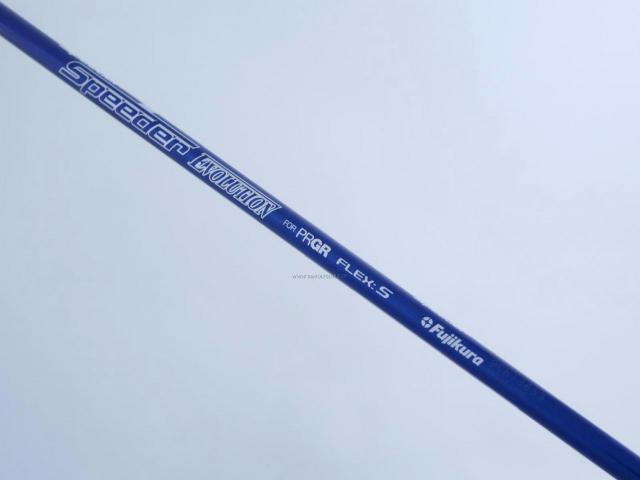 Speeder EVOLUTION FOR PRGR FLEX:S Fujikura